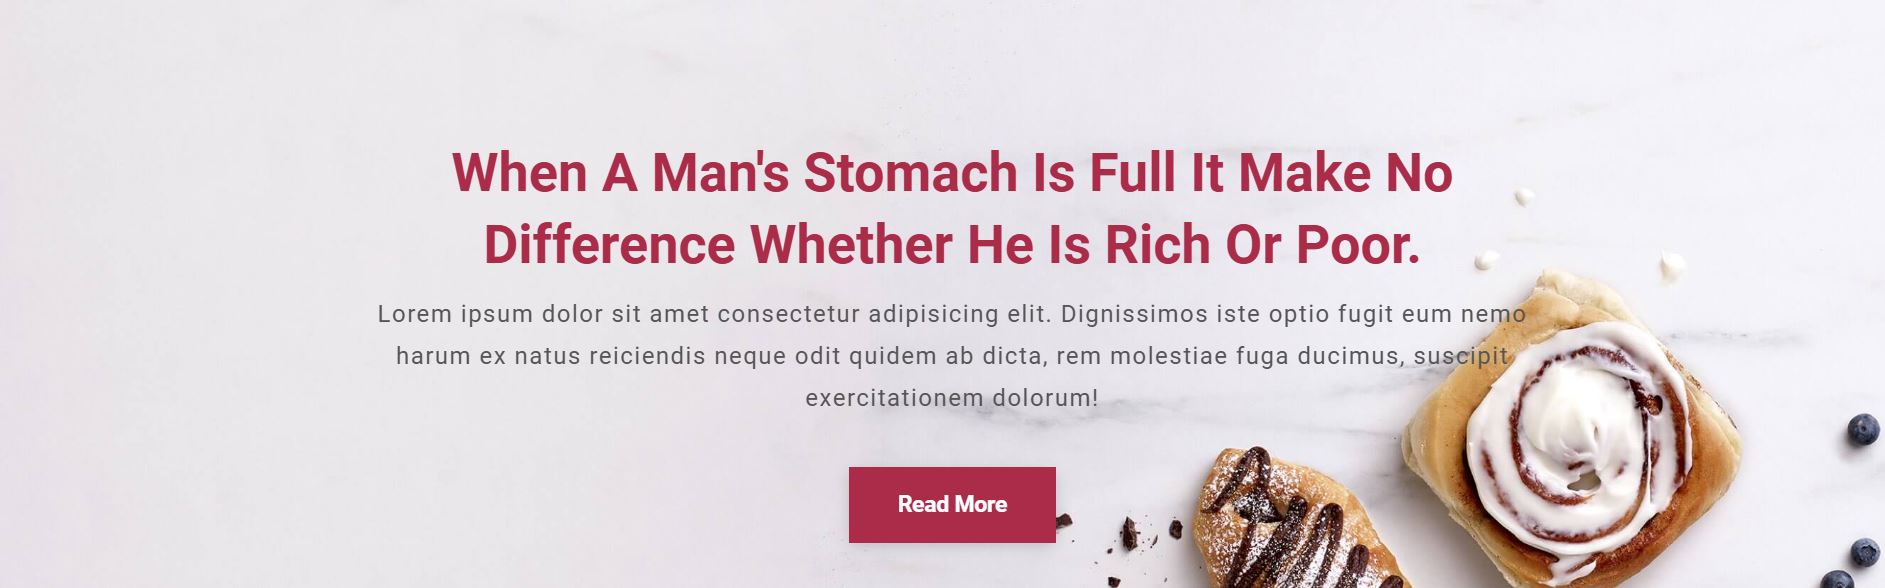 When A Man's Stomach Is Full It Make No
Difference Whether He Is Rich Or Poor.
Lorem ipsum dolor sit amet consectetur adipisicing elit. Dignissimos iste optio fugit eum nemo
harum ex natus reiciendis neque odit quidem ab dicta, rem molestiae fuga ducimus, suscipit
exercitationem dolorum!
Read More